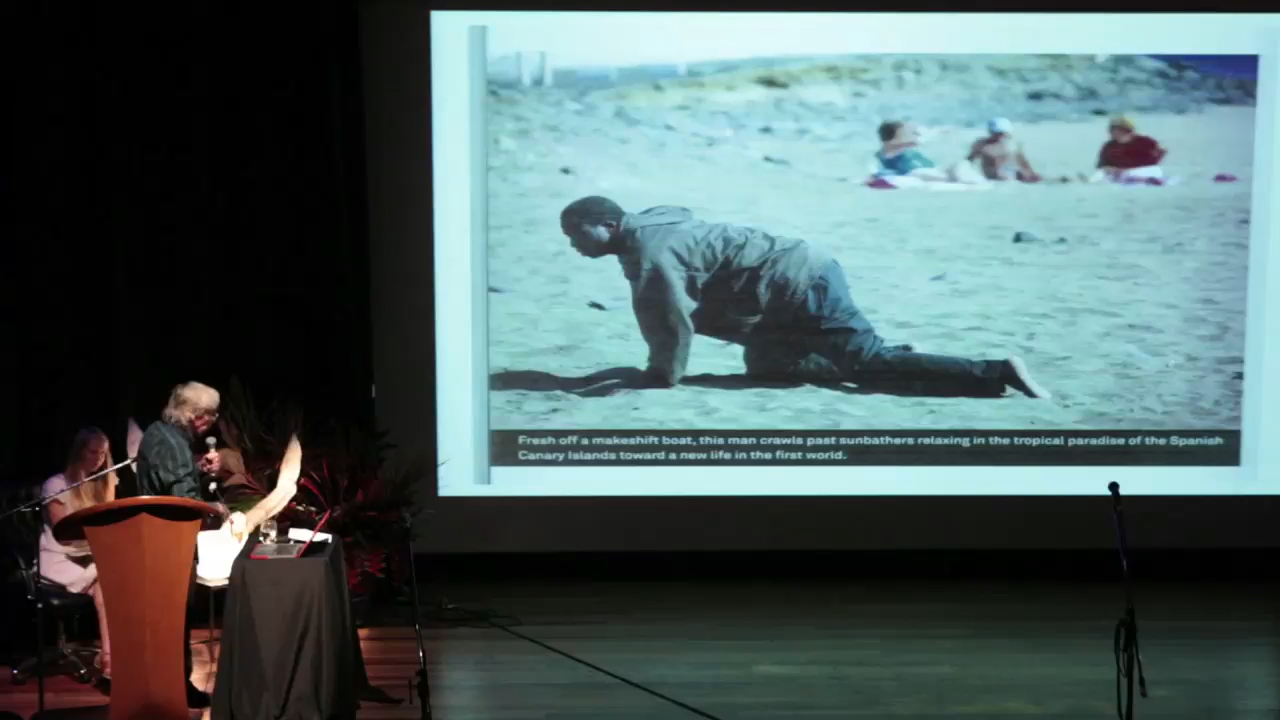 Fresh off a makeshift boat, this man crawls past sunbathers relaxing in the tropical paradise of the Spanish
Canary Islands toward a new life in the first world.